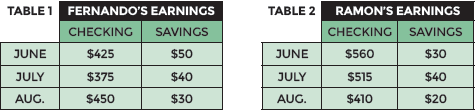 TABLE 1 FERNANDO'S EARNINGS
CHECKING SAVINGS
JUNE $425 $50
JULY $375 $40
AUG. $450 $30
TABLE 2 RAMON'S EARNINGS
CHECKING SAVINGS
JUNE $560 $30
JULY $515 $40
AUG. $410 $20